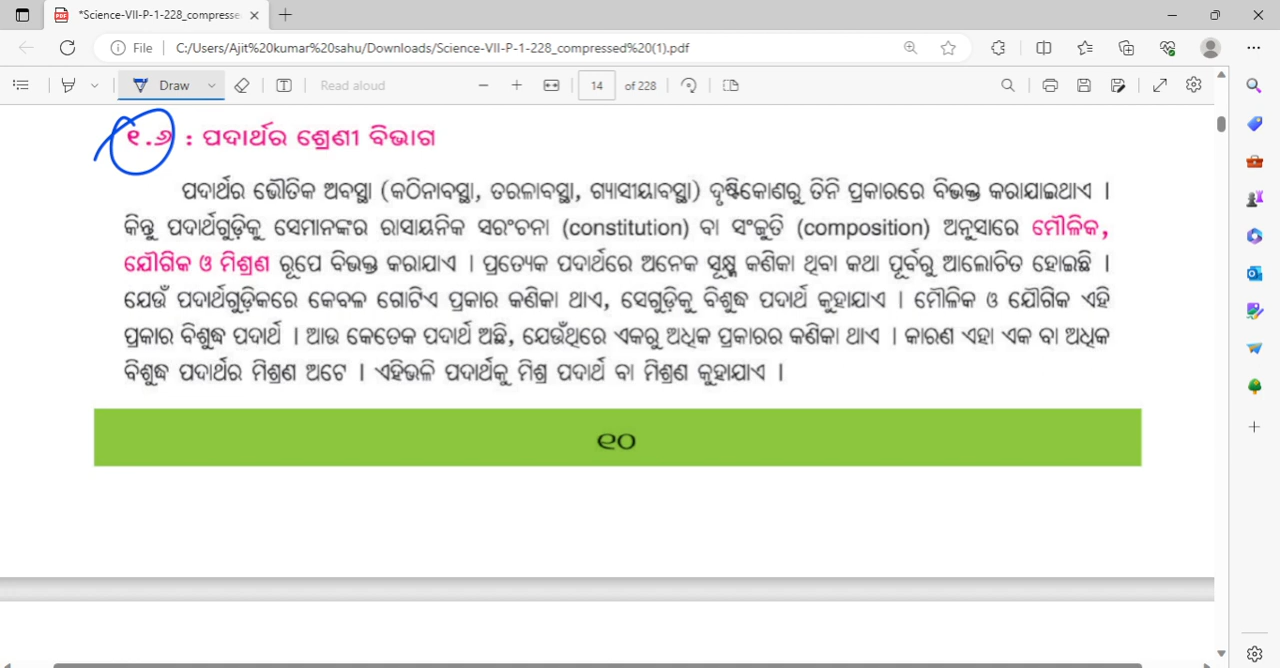 *Science-VII-P-1-228_compresse
File
C:/Users/Ajit%20kumar%20sahu/Downloads/Science-VII-P-1-228_compressed%20(1).pdf
Draw
Read aloud
14
of 228
୧.୬ : ପଦାର୍ଥର ଶ୍ରେଣୀ ବିଭାଗ
ପଦାର୍ଥର ଭୌତିକ ଅବସ୍ଥା (କଠିନାବସ୍ଥା, ତରଳାବସ୍ଥା, ଗ୍ୟାସୀୟାବସ୍ଥା) ଦୃଷ୍ଟିକୋଣରୁ ତିନି ପ୍ରକାରରେ ବିଭକ୍ତ କରାଯାଇଥାଏ ।
କିନ୍ତୁ ପଦାର୍ଥଗୁଡ଼ିକୁ ସେମାନଙ୍କର ରାସାୟନିକ ସରଂଚନା (constitution) ବା ସଂଜୁତି (composition) ଅନୁସାରେ ମୌଳିକ,
ଯୌଗିକ ଓ ମିଶ୍ରଣ ରୂପେ ବିଭକ୍ତ କରାଯାଏ । ପ୍ରତ୍ୟେକ ପଦାର୍ଥରେ ଅନେକ ସୂକ୍ଷ୍ମ କଣିକା ଥିବା କଥା ପୂର୍ବରୁ ଆଲୋଚିତ ହୋଇଛି ।
ଯେଉଁ ପଦାର୍ଥଗୁଡ଼ିକରେ କେବଳ ଗୋଟିଏ ପ୍ରକାର କଣିକା ଥାଏ, ସେଗୁଡ଼ିକୁ ବିଶୁଦ୍ଧ ପଦାର୍ଥ କୁହାଯାଏ । ମୌଳିକ ଓ ଯୌଗିକ ଏହି
ପ୍ରକାର ବିଶୁଦ୍ଧ ପଦାର୍ଥ । ଆଉ କେତେକ ପଦାର୍ଥ ଅଛି, ଯେଉଁଥିରେ ଏକରୁ ଅଧିକ ପ୍ରକାରର କଣିକା ଥାଏ । କାରଣ ଏହା ଏକ ବା ଅଧିକ
ବିଶୁଦ୍ଧ ପଦାର୍ଥର ମିଶ୍ରଣ ଅଟେ । ଏହିଭଳି ପଦାର୍ଥକୁ ମିଶ୍ର ପଦାର୍ଥ ବା ମିଶ୍ରଣ କୁହାଯାଏ ।
୧୦